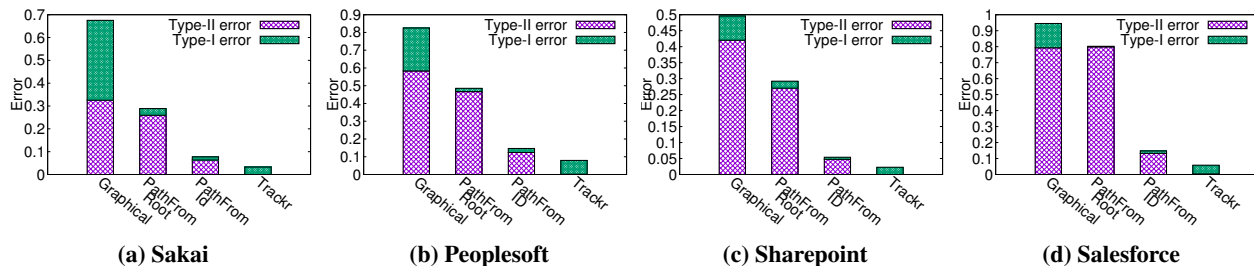 0.7
0.6
0.5
0.4
0.3
0.2
0.1
0
Error
Type-II error
Type-I error
Graphical
PathFrom
Root
PathFrom
Id
Trackr
(a) Sakai
0.9
0.8
0.7
0.6
0.5
0.4
0.3
0.2
0.1
0
Error
Type-II error
Type-I error
Graphical
PathFrom
Root
PathFrom
ID
Trackr
(b) Peoplesoft
0.5
0.45
0.4
0.35
0.3
0.25
0.2
0.15
0.1
0.05
0
Error
Type-II error
Type-I error
Graphical
PathFrom
Root
PathFrom
ID
Trackr
(c) Sharepoint
1
0.9
0.8
0.7
0.6
0.5
0.4
0.3
0.2
0.1
0
Error
Type-II error
Type-I error
Graphical
PathFrom
Root
PathFrom
ID
Trackr
(d) Salesforce